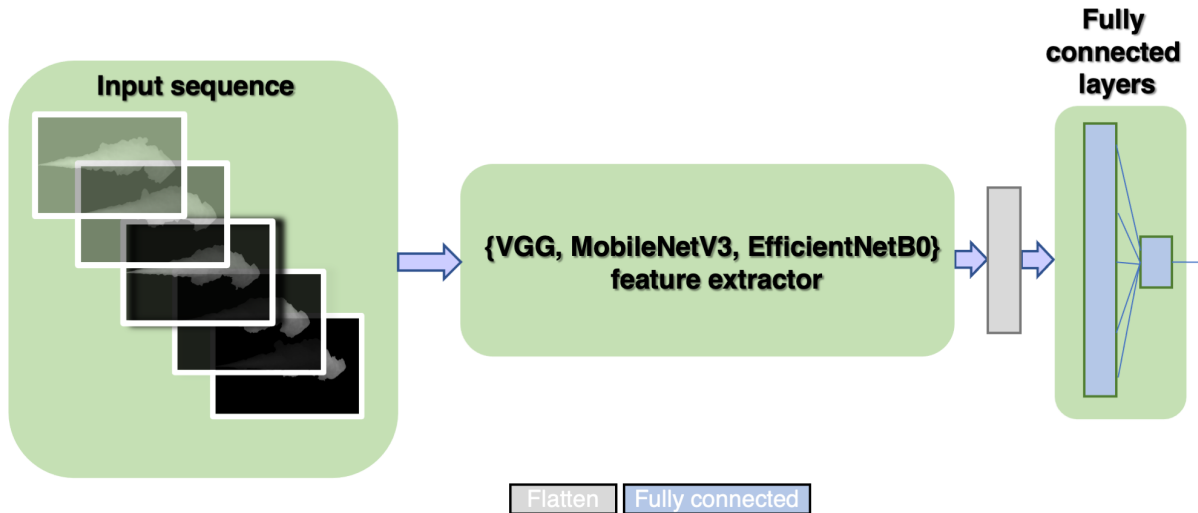 Input sequence
{VGG, MobileNetV3, EfficientNetB0}
feature extractor
Fully
connected
layers
Flatten
Fully connected